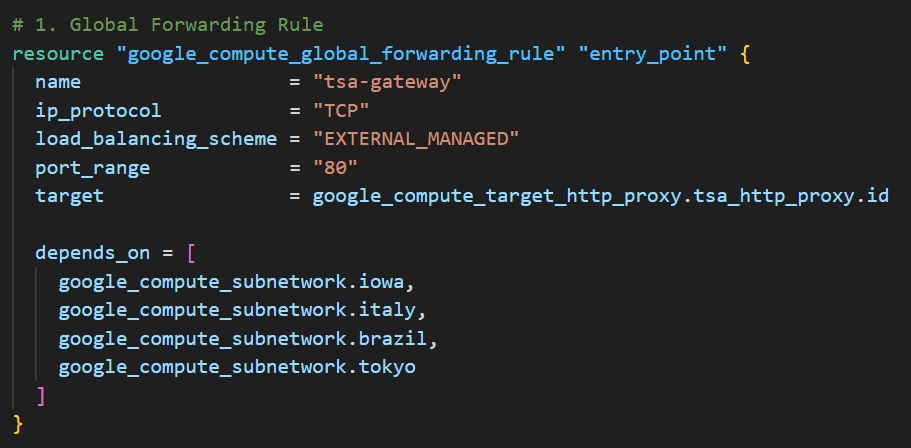 # 1. Global Forwarding Rule
resource "google_compute_global_forwarding_rule" "entry_point" {
  name                  = "tsa-gateway"
  ip_protocol           = "TCP"
  load_balancing_scheme = "EXTERNAL_MANAGED"
  port_range            = "80"
  target                = google_compute_target_http_proxy.tsa_http_proxy.id

  depends_on = [
    google_compute_subnetwork.iowa,
    google_compute_subnetwork.italy,
    google_compute_subnetwork.brazil,
    google_compute_subnetwork.tokyo
  ]
}